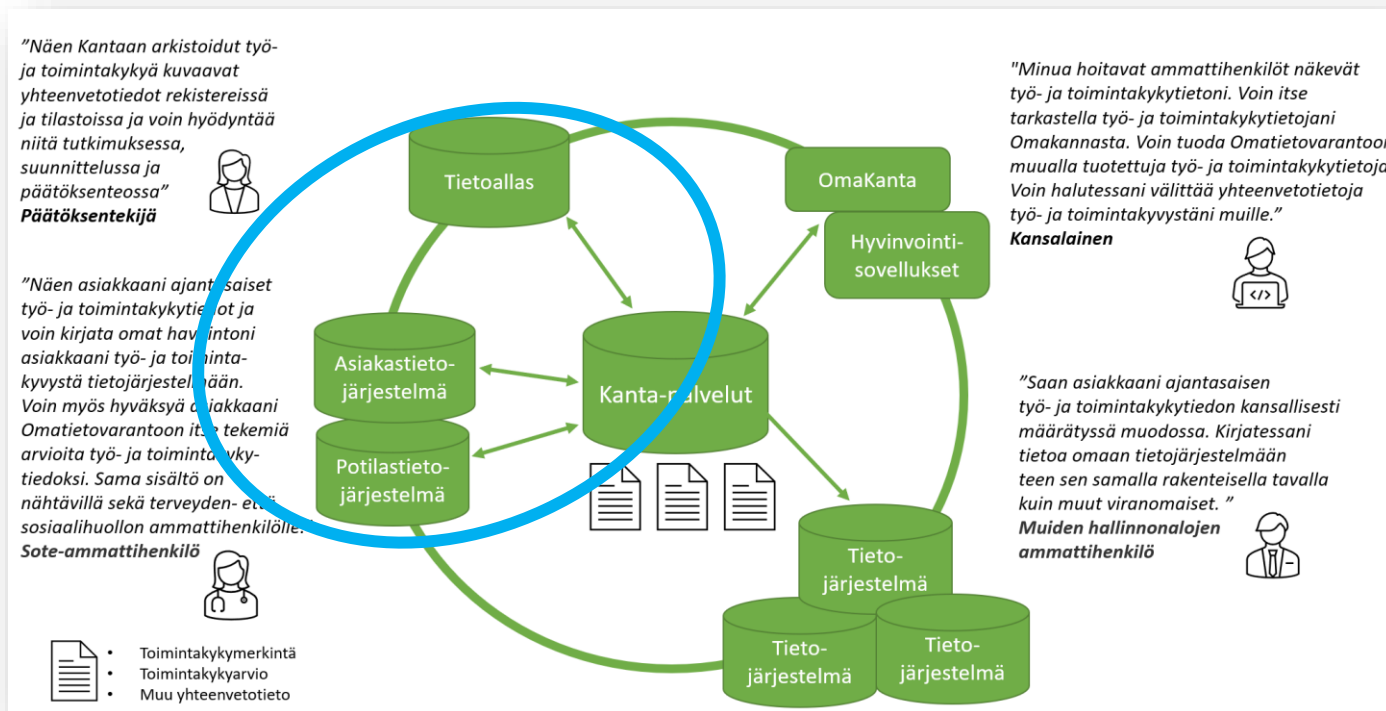 ”Näen Kantaan arkistoidut työ-
ja toimintakykyä kuvaavat
yhteenvetotiedot rekistereissä
ja tilastoissa ja voin hyödyntää
niitä tutkimuksessa,
suunnittelussa ja
päätöksenteossa”
Päätöksentekijä
”Näen asiakkaani ajantasaiset
työ- ja toimintakykytiedot ja
voin kirjata omat havaintoni
asiakkaani työ- ja toiminta-
kyvystä tietojärjestelmään.
Voin myös hyväksyä asiakkaani
Omatietovarantoon itse tekemiä
arvioita työ- ja toimintakyky-
tiedoksi. Sama sisältö on
nähtävillä sekä terveyden- että
sosiaalihuollon ammattihenkilölle.”
Sote-ammattihenkilö
Toimintakykymerkintä
Toimintakykyarvio
Muu yhteenvetotieto
Tietoallas
Asiakastieto-
järjestelmä
Potilastieto-
järjestelmä
Kanta-palvelut
OmaKanta
Hyvinvointi-
sovellukset
Tieto-
järjestelmä
Tieto-
järjestelmä
Tieto-
järjestelmä
"Minua hoitavat ammattihenkilöt näkevät
työ- ja toimintakykytietoni. Voin itse
tarkastella työ- ja toimintakykytietojani
Omakannasta. Voin tuoda Omatietovarantoon
muualla tuotettuja työ- ja toimintakykytietoja
Voin halutessani välittää yhteenvetotietoja
työ- ja toimintakyvystäni muille.”
Kansalainen
</>
”Saan asiakkaani ajantasaisen
työ- ja toimintakykytiedon kansallisesti
määrätyssä muodossa. Kirjatessani
tietoa omaan tietojärjestelmään
teen sen samalla rakenteisella tavalla
kuin muut viranomaiset. ”
Muiden hallinnonalojen
ammattihenkilö